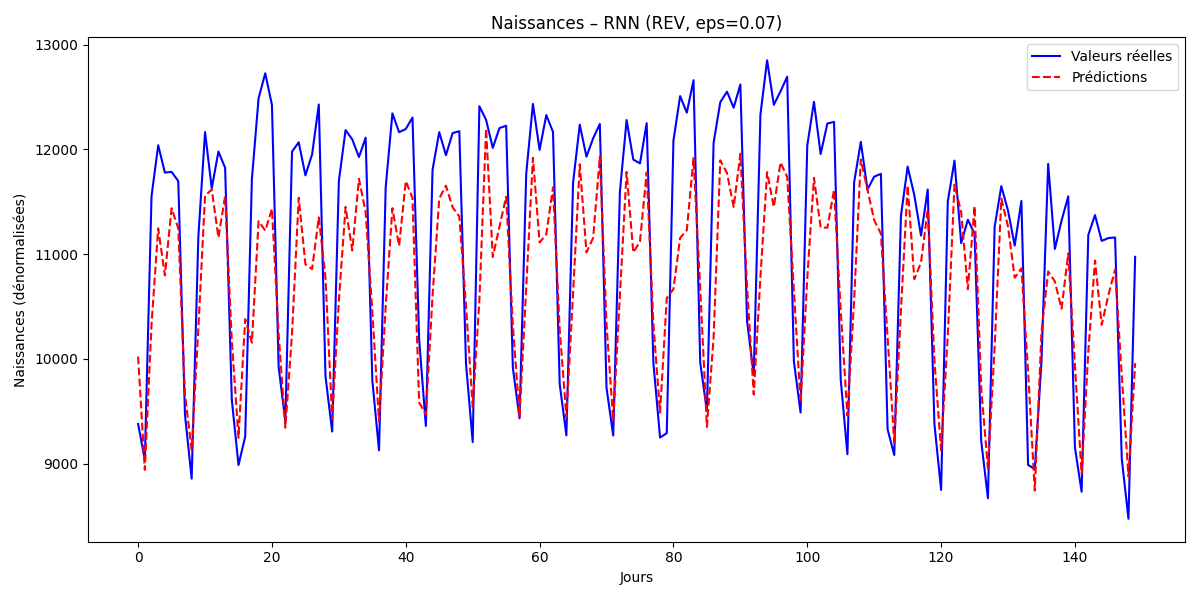 Naissances – RNN (REV, eps=0.07)
Valeurs réelles
Prédictions
Naissances (dénormalisées)
13000
12000
11000
10000
9000
0 20 40 60 80 100 120 140
Jours